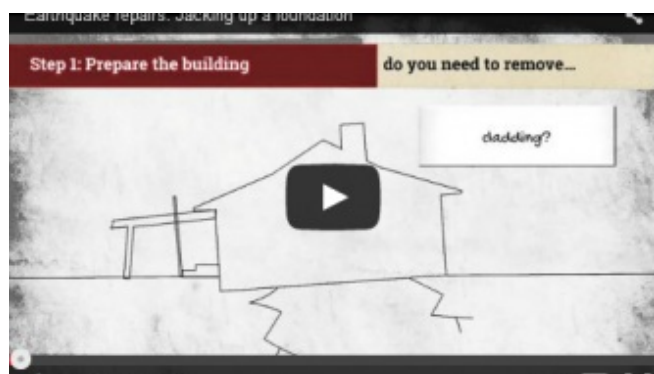 Earthquake repairs: Jacking up a foundation
Step 1: Prepare the building
do you need to remove...
cladding?